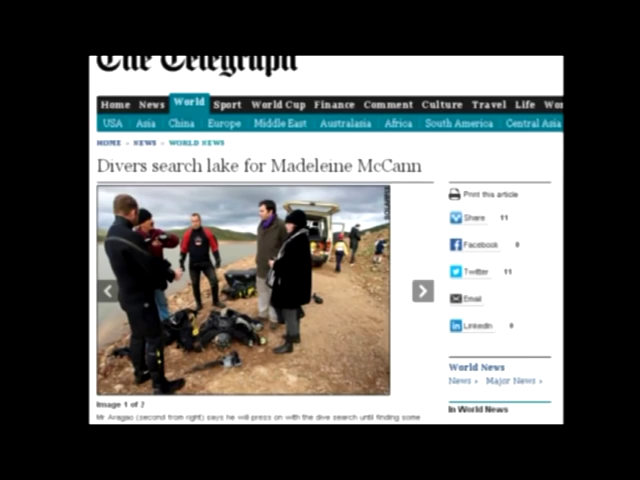 The Telegraph
Home News World Sport World Cup Finance Comment Culture Travel Life
USA Asia China Europe Middle East Australasia Africa South America Central Asia
HOME » NEWS » WORLD NEWS
Divers search lake for Madeleine McCann
Print this article
Share 11
Facebook 8
Twitter 11
Email
LinkedIn 0
World News
News » Major News »
In World News
Image 1 of 2
Mr Aragao (second from right) says he will press on with the dive search until finding some